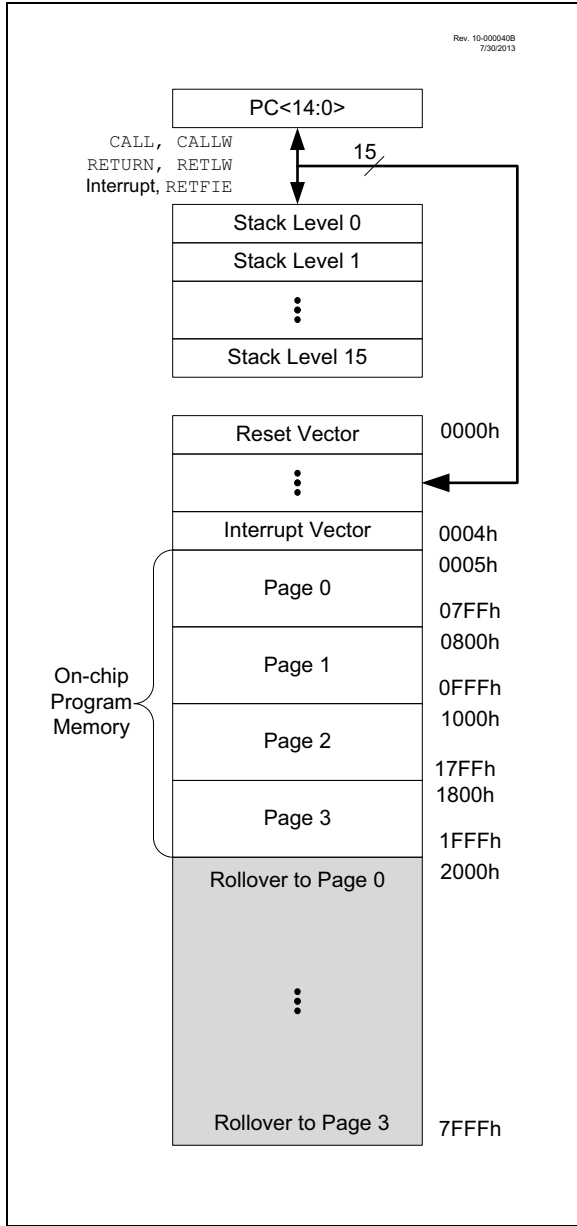 Rev. 10-000040B
7/30/2013
PC<14:0>
CALL, CALLW
RETURN, RETLW
Interrupt, RETFIE
15
Stack Level 0
Stack Level 1
Stack Level 15
Reset Vector
0000h
Interrupt Vector
0004h
0005h
Page 0
07FFh
0800h
Page 1
0FFFh
On-chip
Program
Memory
1000h
Page 2
17FFh
1800h
Page 3
1FFFh
Rollover to Page 0
2000h
Rollover to Page 3
7FFFh